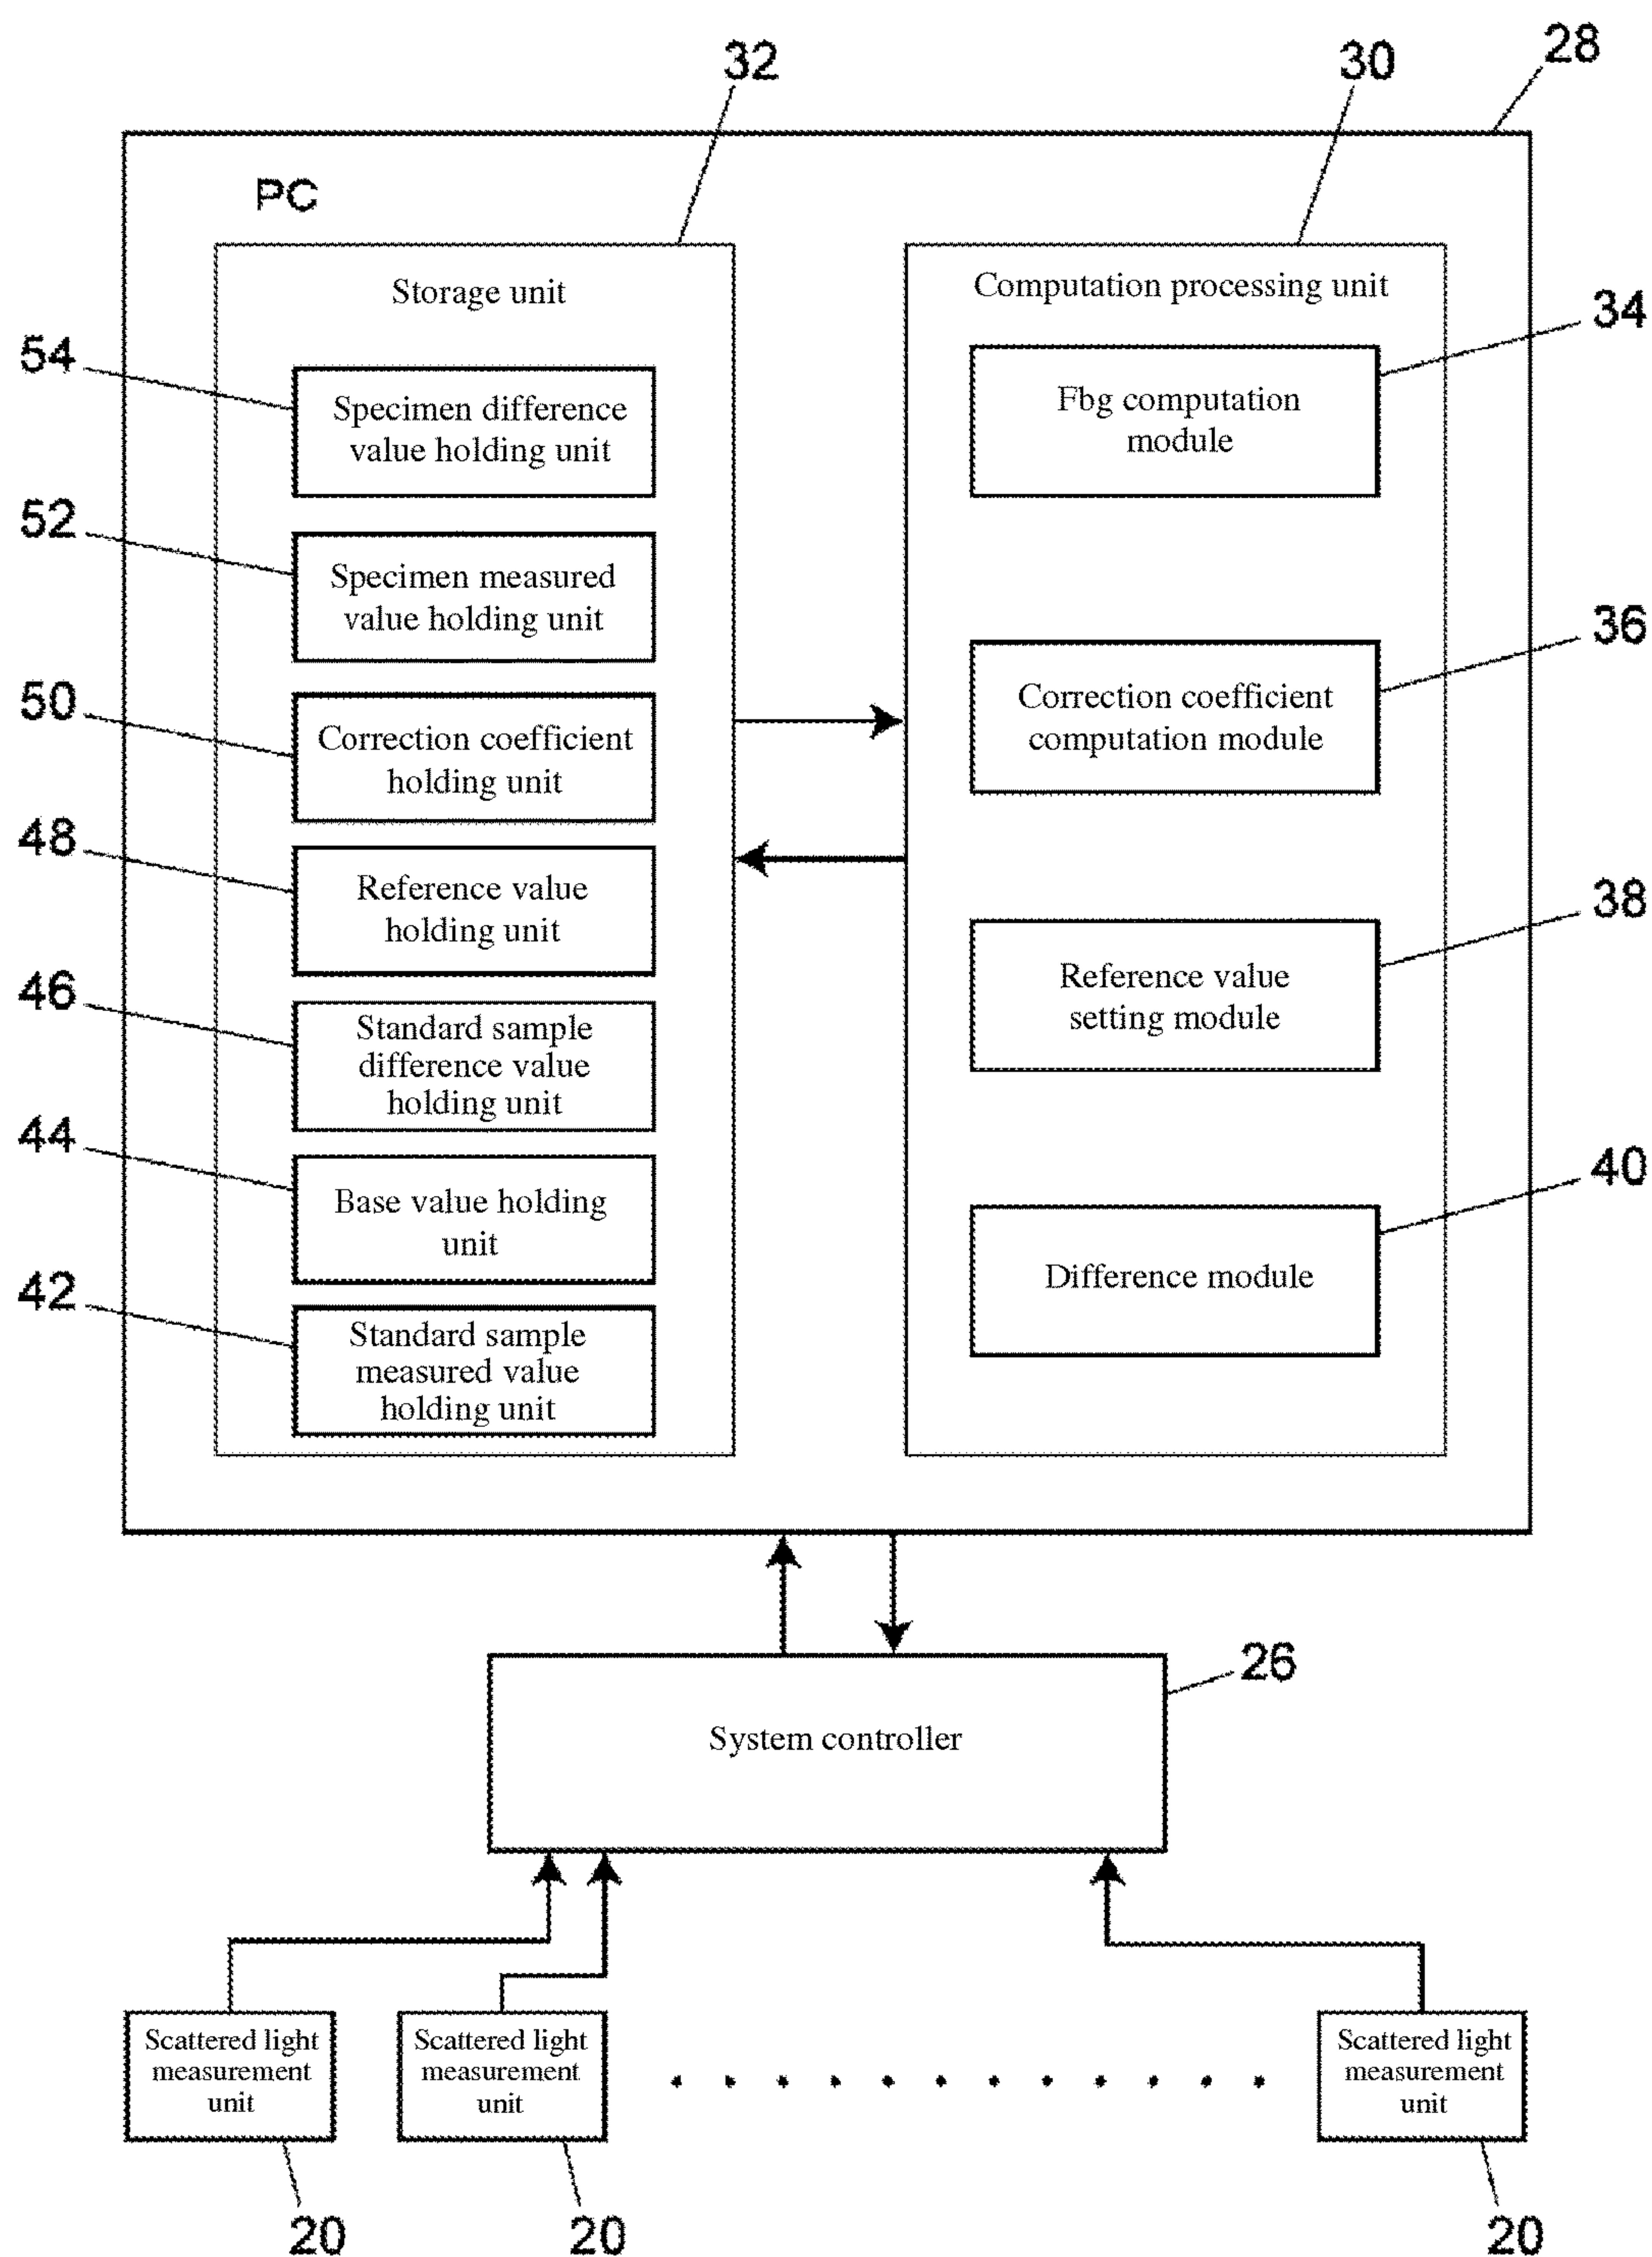 32
30
28
PC
Storage unit
Computation processing unit
54
Specimen difference
value holding unit
34
Fbg computation
module
52
Specimen measured
value holding unit
36
Correction coefficient
computation module
50
Correction coefficient
holding unit
48
Reference value
holding unit
38
Reference value
setting module
46
Standard sample
difference value
holding unit
44
Base value holding
unit
40
Difference module
42
Standard sample
measured value
holding unit
26
System controller
Scattered light
measurement
unit
Scattered light
measurement
unit
Scattered light
measurement
unit
20
20
20